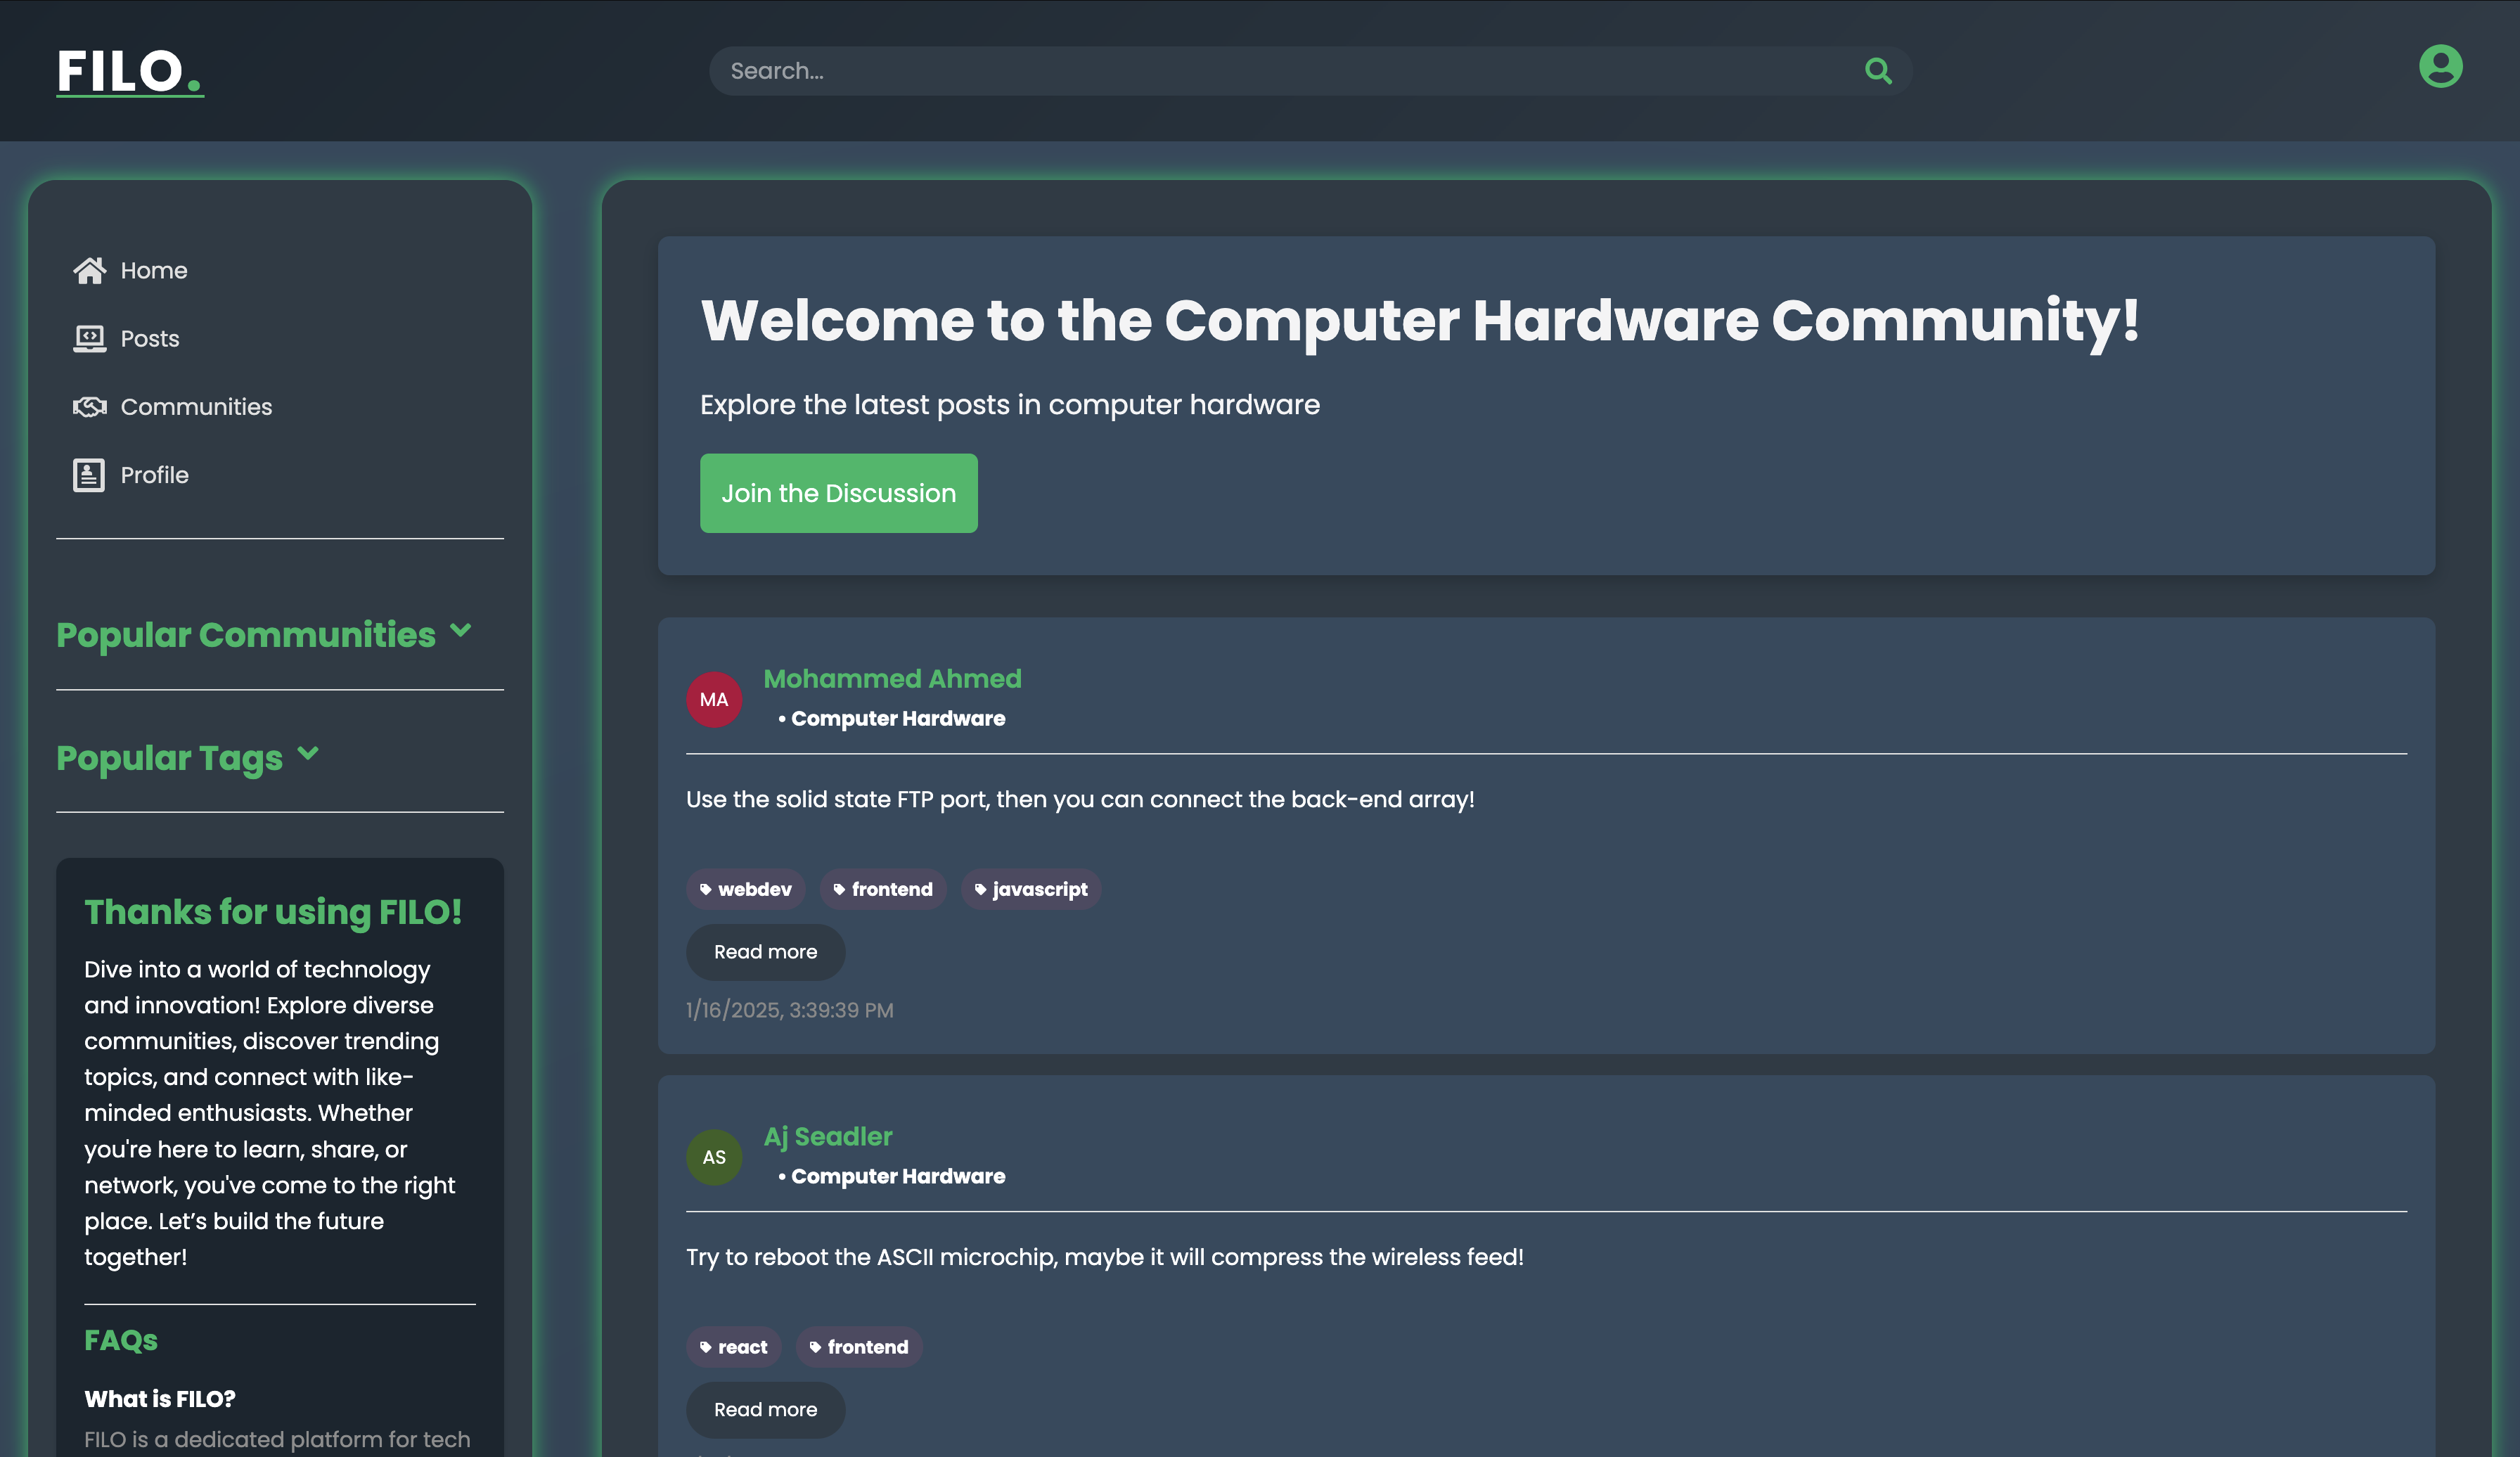 FILO.
Search...
Home
Posts
Communities
Profile
Popular Communities
Popular Tags
Thanks for using FILO!
Dive into a world of technology
and innovation! Explore diverse
communities, discover trending
topics, and connect with like-
minded enthusiasts. Whether
you're here to learn, share, or
network, you've come to the right
place. Let’s build the future
together!
FAQs
What is FILO?
FILO is a dedicated platform for tech
Welcome to the Computer Hardware Community!
Explore the latest posts in computer hardware
Join the Discussion
MA
Mohammed Ahmed
• Computer Hardware
Use the solid state FTP port, then you can connect the back-end array!
webdev frontend javascript
Read more
1/16/2025, 3:39:39 PM
AS
Aj Seadler
• Computer Hardware
Try to reboot the ASCII microchip, maybe it will compress the wireless feed!
react frontend
Read more